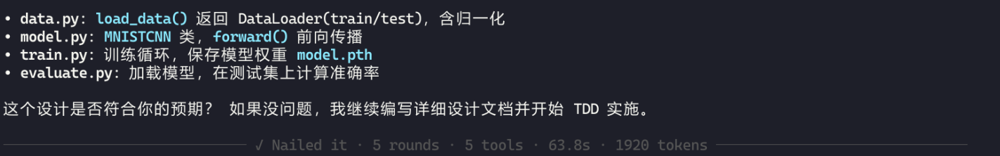 • data.py: load_data() 返回 DataLoader(train/test)，含归一化
• model.py: MNISTCNN 类，forward() 前向传播
• train.py: 训练循环，保存模型权重 model.pth
• evaluate.py: 加载模型，在测试集上计算准确率
这个设计是否符合你的预期？ 如果没问题，我继续编写详细设计文档并开始 TDD 实施。
✓ Nailed it · 5 rounds · 5 tools · 63.8s · 1920 tokens